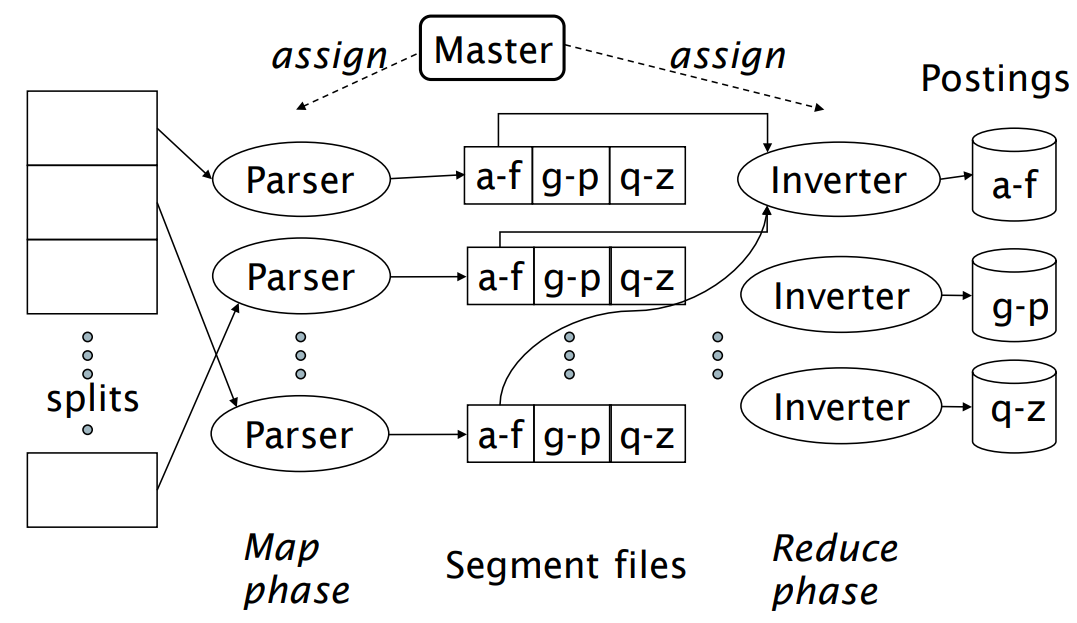 assign
Master
assign
Postings
Parser
a-f g-p q-z
Inverter
a-f
Parser
a-f g-p q-z
Inverter
g-p
splits
Parser
a-f g-p q-z
Inverter
q-z
Map
phase
Segment files
Reduce
phase